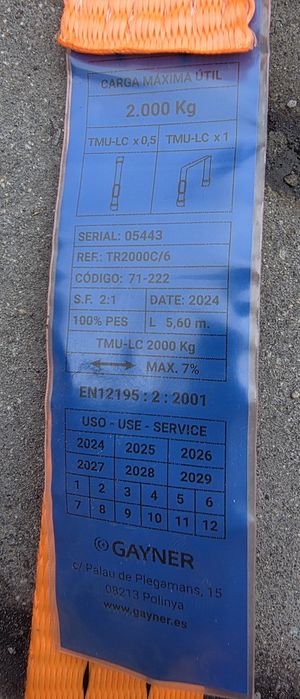 CARGA MÁXIMA ÚTIL
2.000 Kg
TMU-LC x 0,5 TMU-LC x 1
SERIAL: 05443
REF.: TR2000C/6
CÓDIGO: 71-222
S.F. 2:1 DATE: 2024
100% PES L 5,60 m.
TMU-LC 2000 Kg
MAX. 7%
EN12195 : 2 : 2001
USO - USE - SERVICE
2024 2025 2026
2027 2028 2029
1 2 3 4 5 6
7 8 9 10 11 12
GAYNER
c/ Palau de Plegamans, 15
08213 Polinya
www.gayner.es